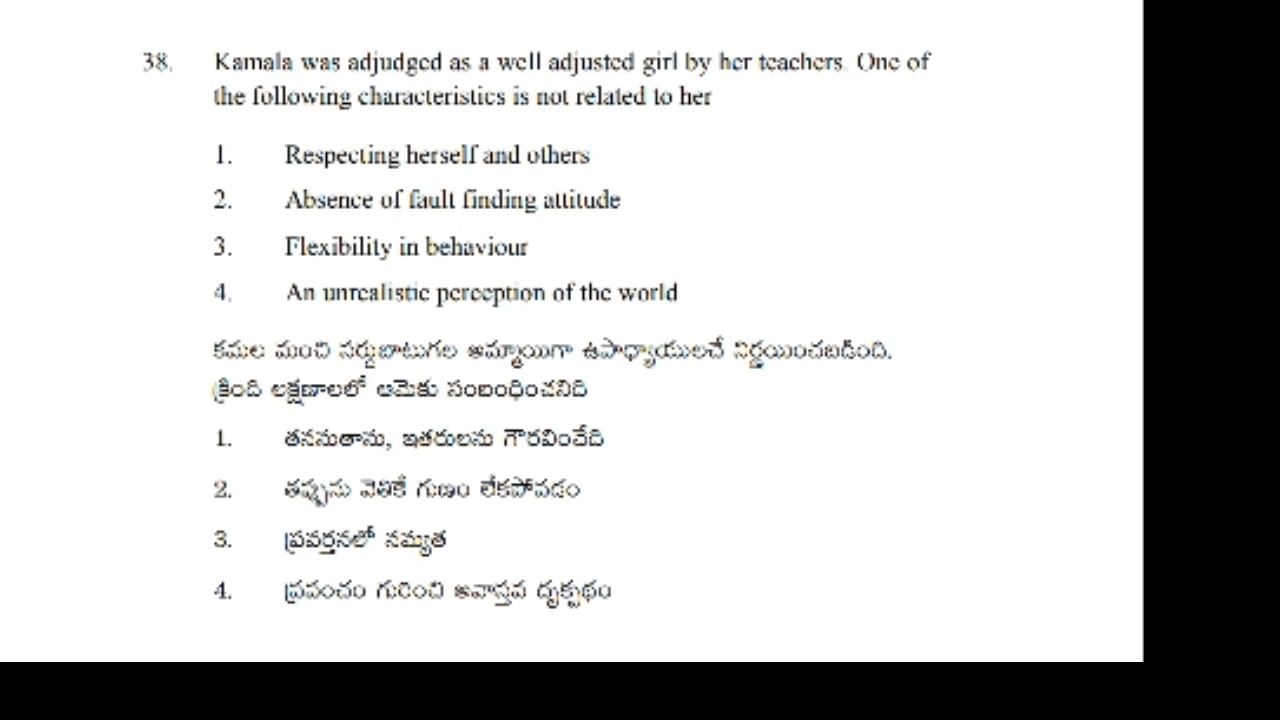 38. Kamala was adjudged as a well adjusted girl by her teachers. One of
the following characteristics is not related to her
1. Respecting herself and others
2. Absence of fault finding attitude
3. Flexibility in behaviour
4. An unrealistic perception of the world
కమల మంచి సర్దుబాటుగల అమ్మాయిగా ఉపాధ్యాయులచే నిర్ణయించబడింది.
క్రింది లక్షణాలలో ఆమెకు సంబంధించనిది
1. తననుతాను, ఇతరులను గౌరవించేది
2. తప్పును వెతికే గుణం లేకపోవడం
3. ప్రవర్తనలో నమ్యత
4. ప్రపంచం గురించి అవాస్తవ దృక్పథం